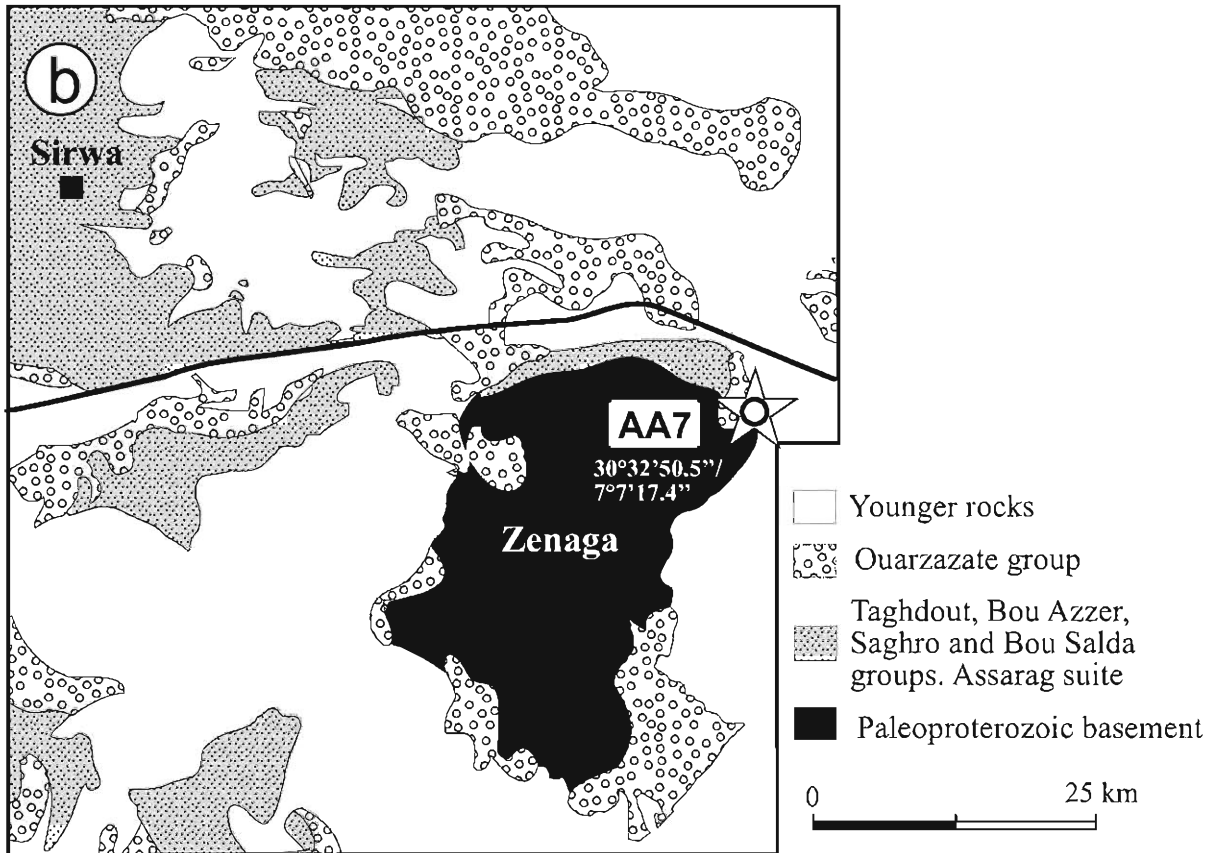 b
Sirwa
AA7
30°32’50.5”/
7°7’17.4”
Zenaga
Younger rocks
Ouarzazate group
Taghdout, Bou Azzer,
Saghro and Bou Salda
groups. Assarag suite
Paleoproterozoic basement
0 25 km